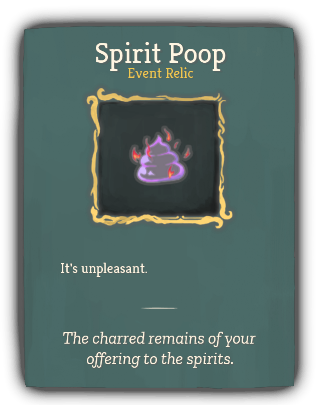 Spirit Poop
Event Relic
It's unpleasant.
The charred remains of your
offering to the spirits.